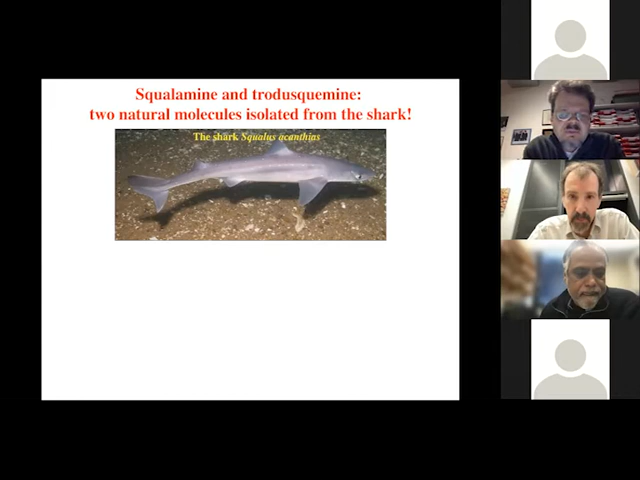 Squalamine and trodusquemine:
two natural molecules isolated from the shark!
The shark Squalus acanthias